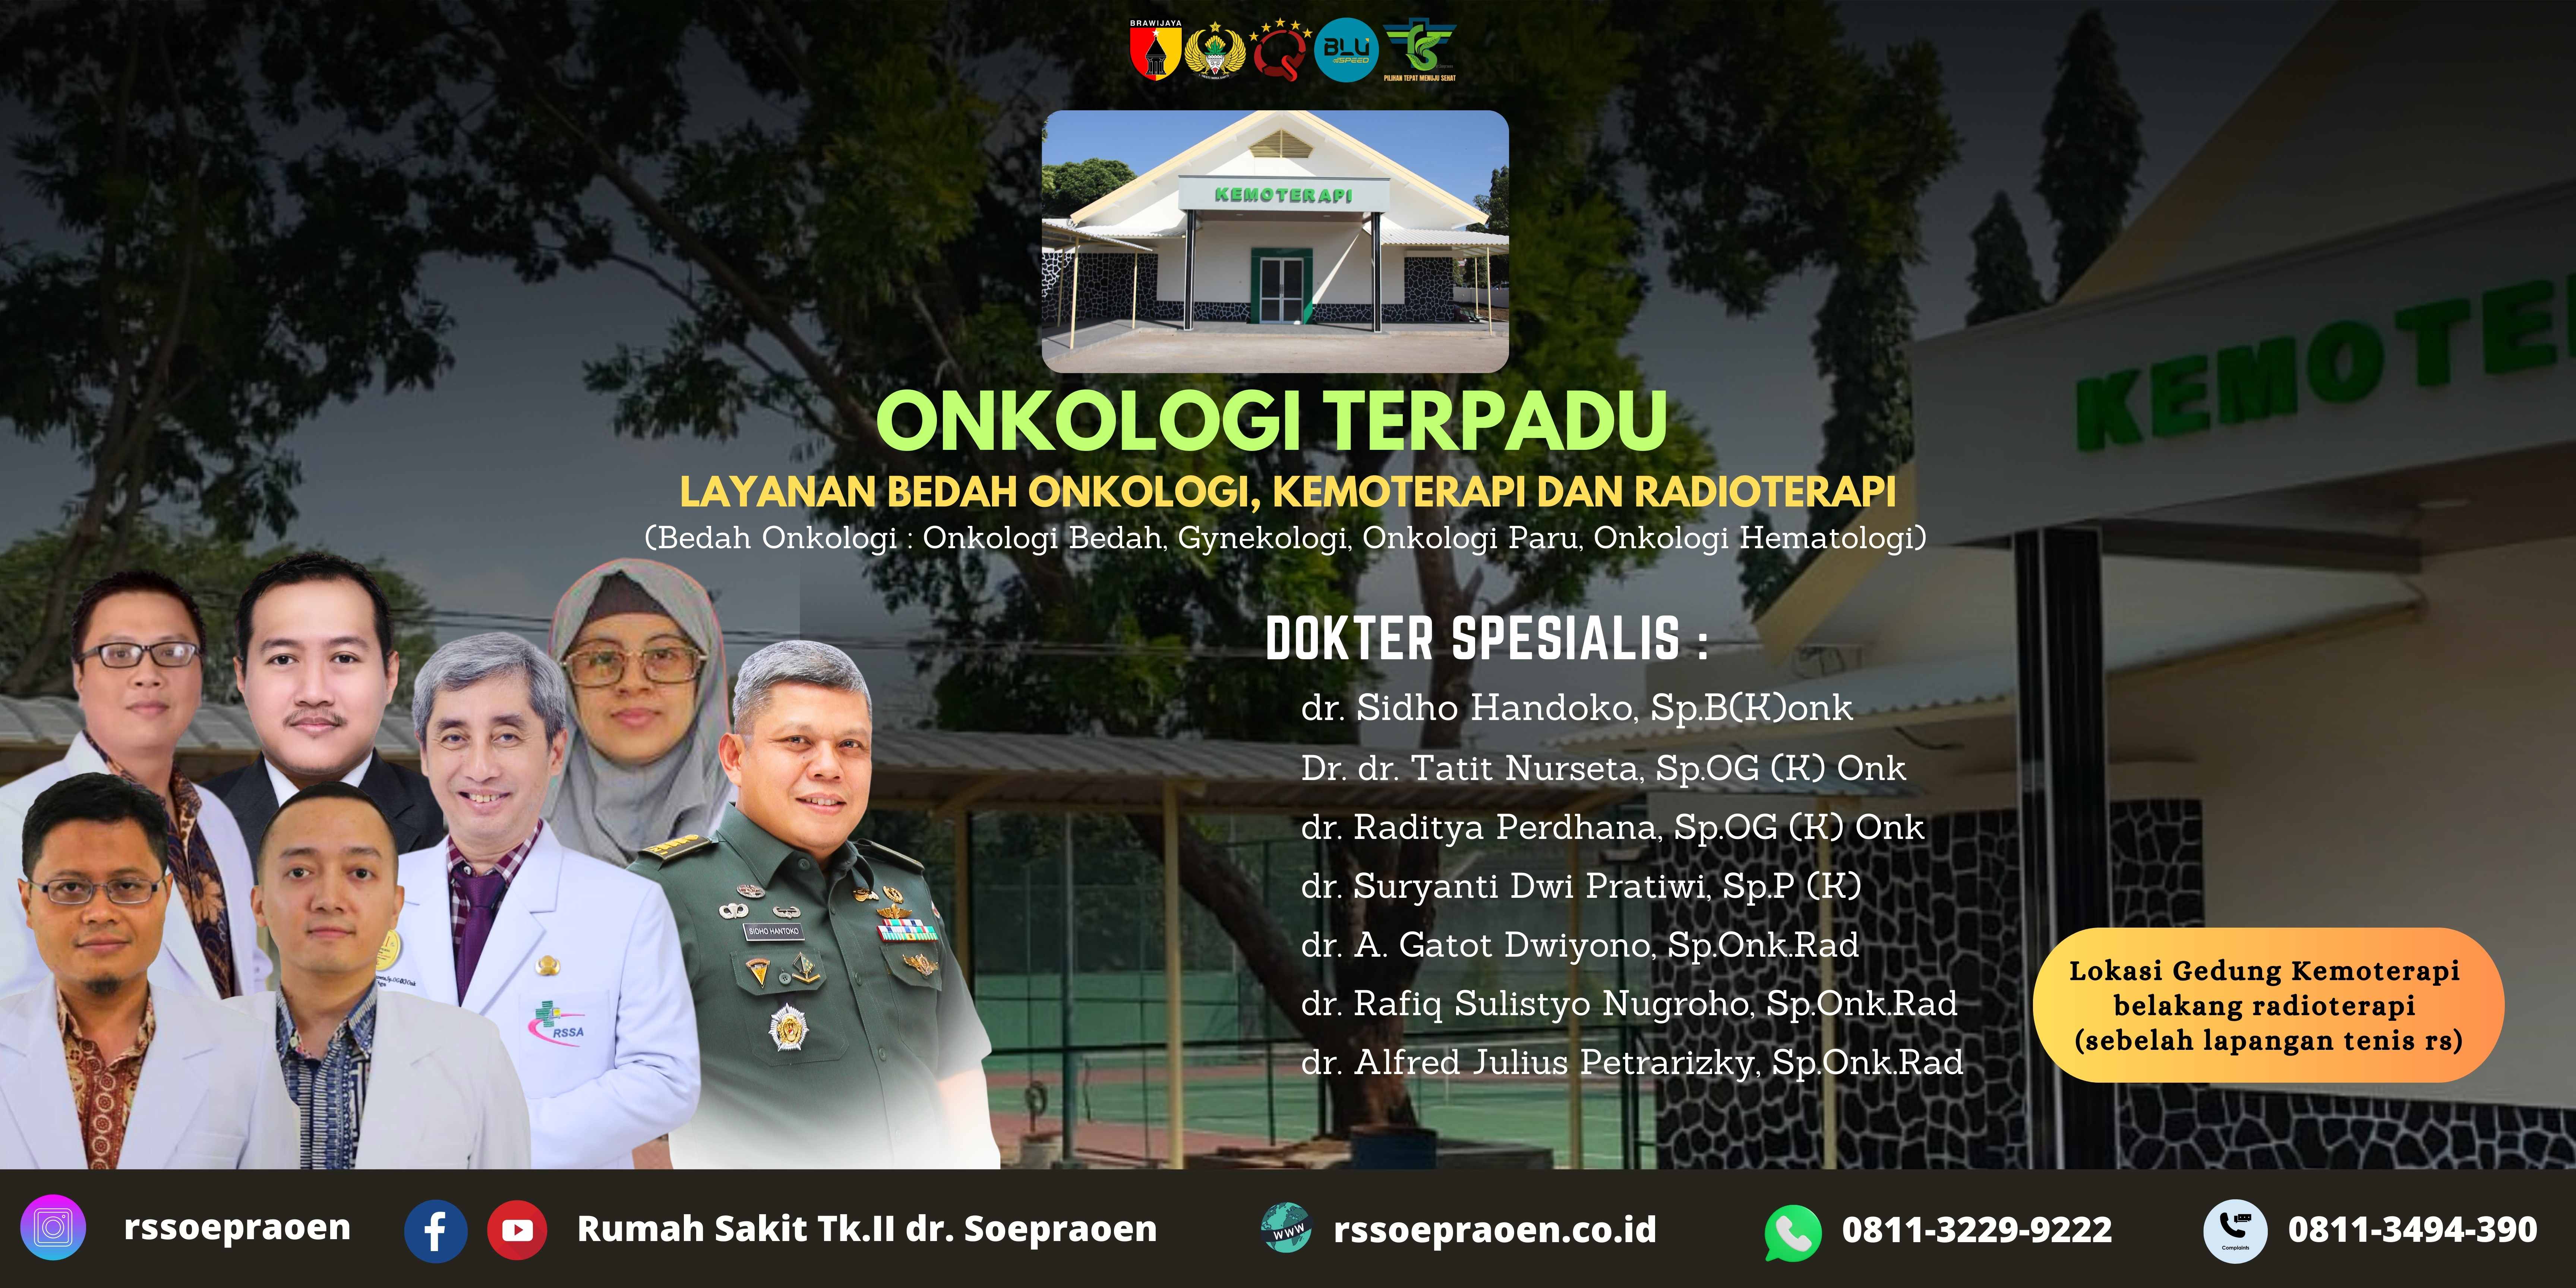 BRAWIJAYA
BLU
SPEED
PILIHAN TEPAT MENUJU SEHAT
KEMOTERAPI
KEMOTE
ONKOLOGI TERPADU
LAYANAN BEDAH ONKOLOGI, KEMOTERAPI DAN RADIOTERAPI
(Bedah Onkologi : Onkologi Bedah, Gynekologi, Onkologi Paru, Onkologi Hematologi)
DOKTER SPESIALIS :
dr. Sidho Handoko, Sp.B(K)onk
Dr. dr. Tatit Nurseta, Sp.OG (K) Onk
dr. Raditya Perdhana, Sp.OG (K) Onk
dr. Suryanti Dwi Pratiwi, Sp.P (K)
dr. A. Gatot Dwiyono, Sp.Onk.Rad
dr. Rafiq Sulistyo Nugroho, Sp.Onk.Rad
dr. Alfred Julius Petrarizky, Sp.Onk.Rad
SIDHO HANTOKO
RSSA
Lokasi Gedung Kemoterapi
belakang radioterapi
(sebelah lapangan tenis rs)
rssoepraoen
Rumah Sakit Tk.II dr. Soepraoen
WWW
rssoepraoen.co.id
0811-3229-9222
Complaints
0811-3494-390